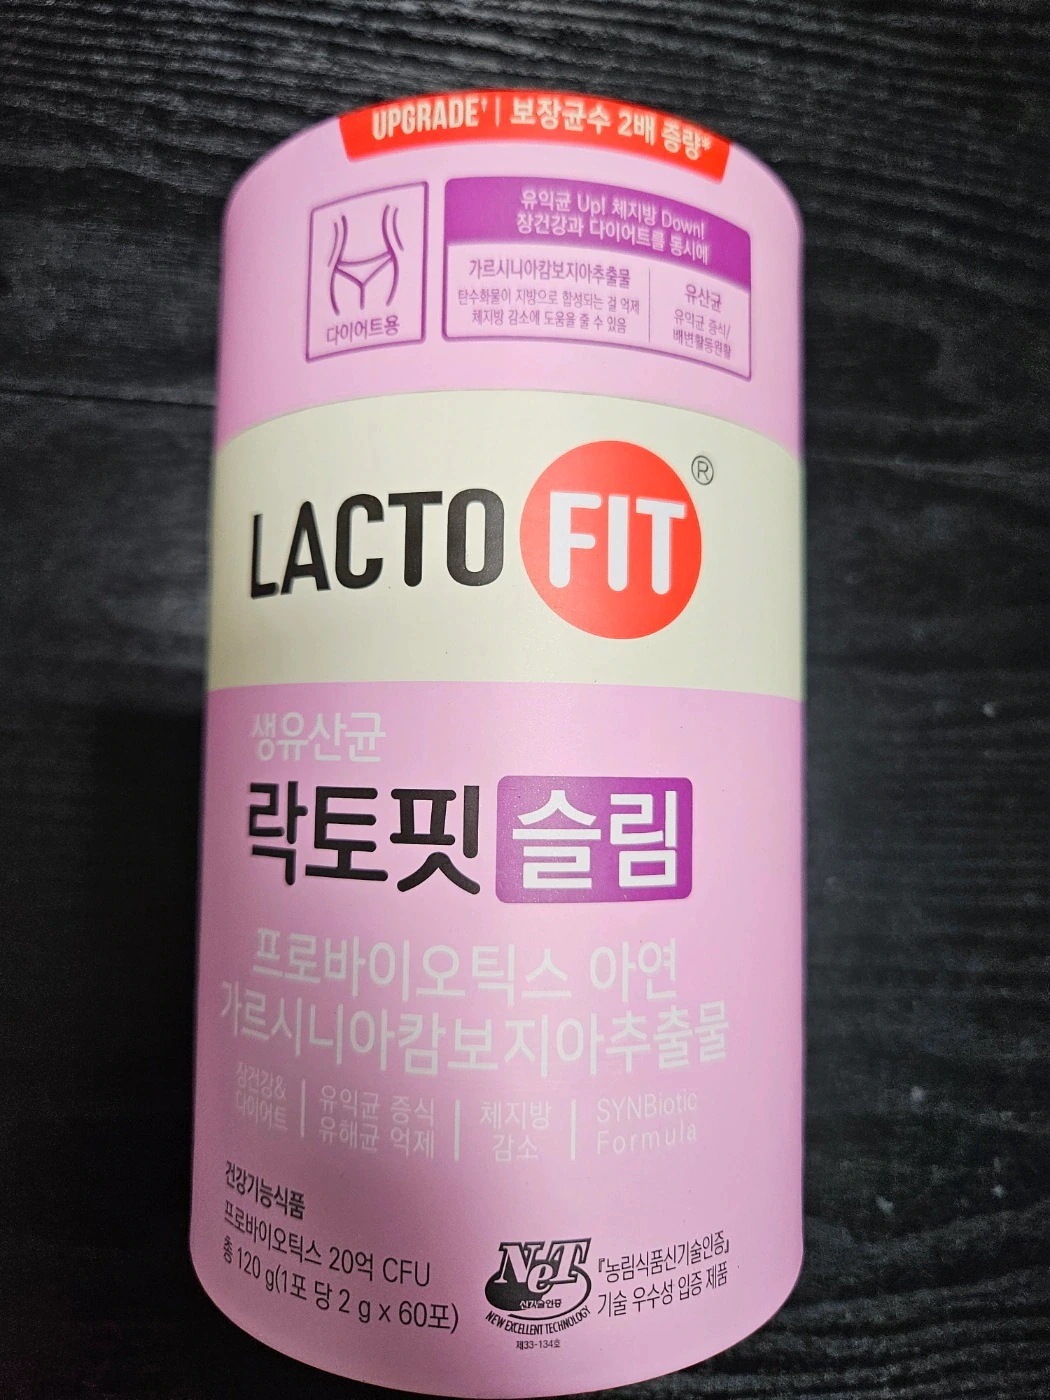 UPGRADE† | 보장균수 2배 증량*
다이어트용
유익균 Up! 체지방 Down!
장건강과 다이어트를 동시에
가르시니아캄보지아추출물
탄수화물이 지방으로 합성되는 걸 억제
체지방 감소에 도움을 줄 수 있음
유산균
유익균 증식/
배변활동원활
LACTO FIT®
생유산균
락토핏 슬림
프로바이오틱스 아연
가르시니아캄보지아추출물
장건강&
다이어트
유익균 증식
유해균 억제
체지방
감소
SYNBiotic
Formula
건강기능식품
프로바이오틱스 20억 CFU
총 120 g(1포 당 2 g x 60포)
NeT
신기술인증
NEW EXCELLENT TECHNOLOGY
제33-134호
『농림식품신기술인증』
기술 우수성 입증 제품